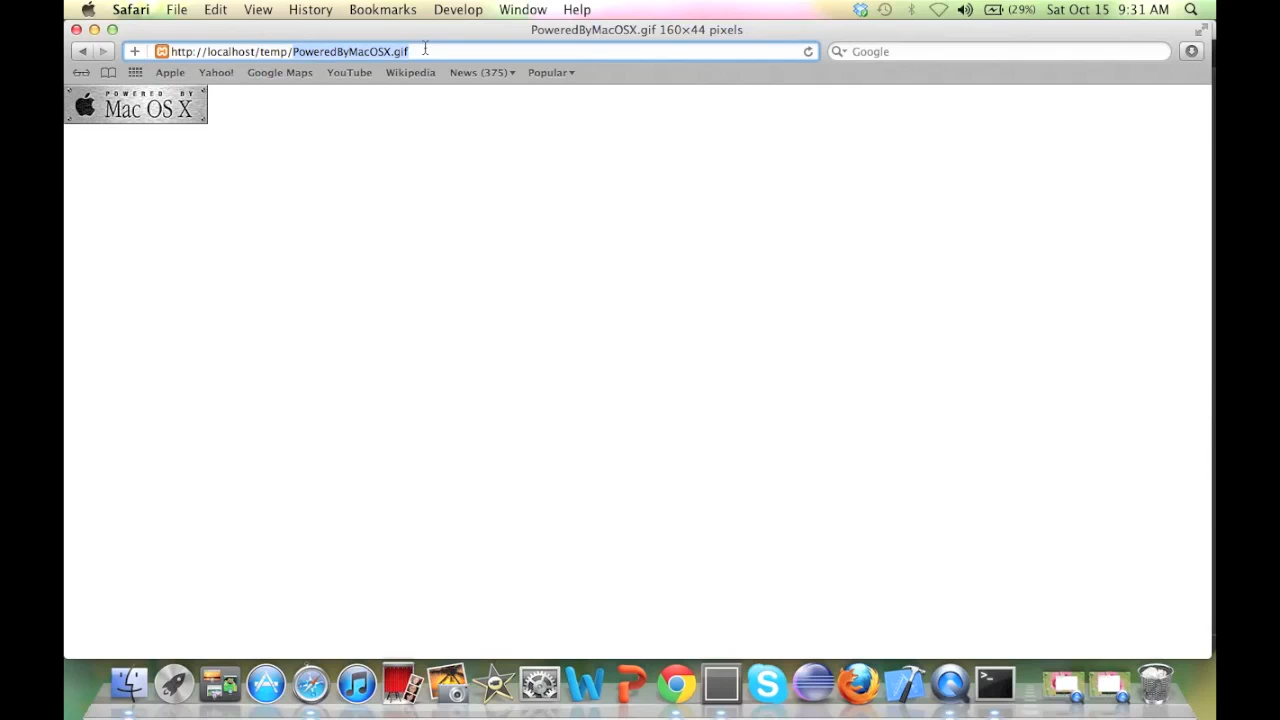 Safari File Edit View History Bookmarks Develop Window Help (29%) Sat Oct 15 9:31 AM
PoweredByMacOSX.gif 160×44 pixels
http://localhost/temp/PoweredByMacOSX.gif Google
Apple Yahoo! Google Maps YouTube Wikipedia News (375)▾ Popular▾
POWERED BY
Mac OS X